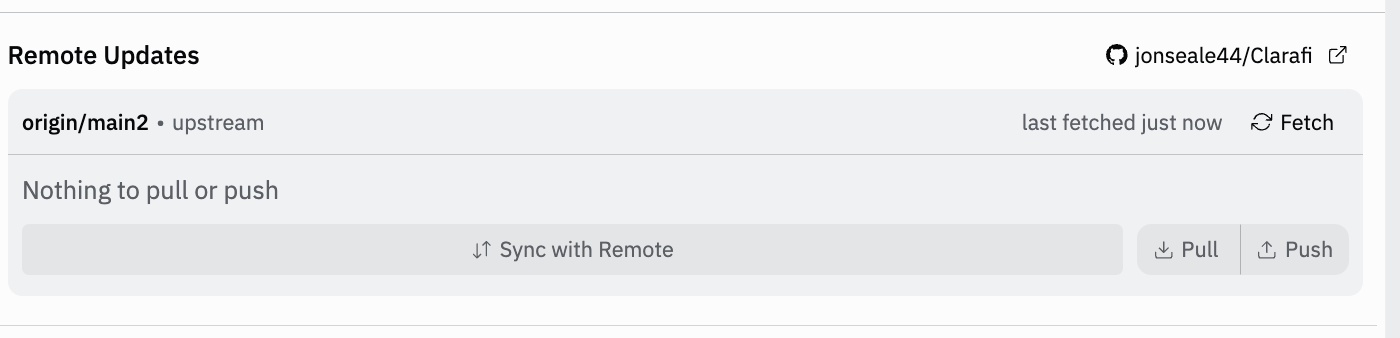 Remote Updates
jonseale44/Clarafi
origin/main2 • upstream
last fetched just now
Fetch
Nothing to pull or push
Sync with Remote
Pull
Push